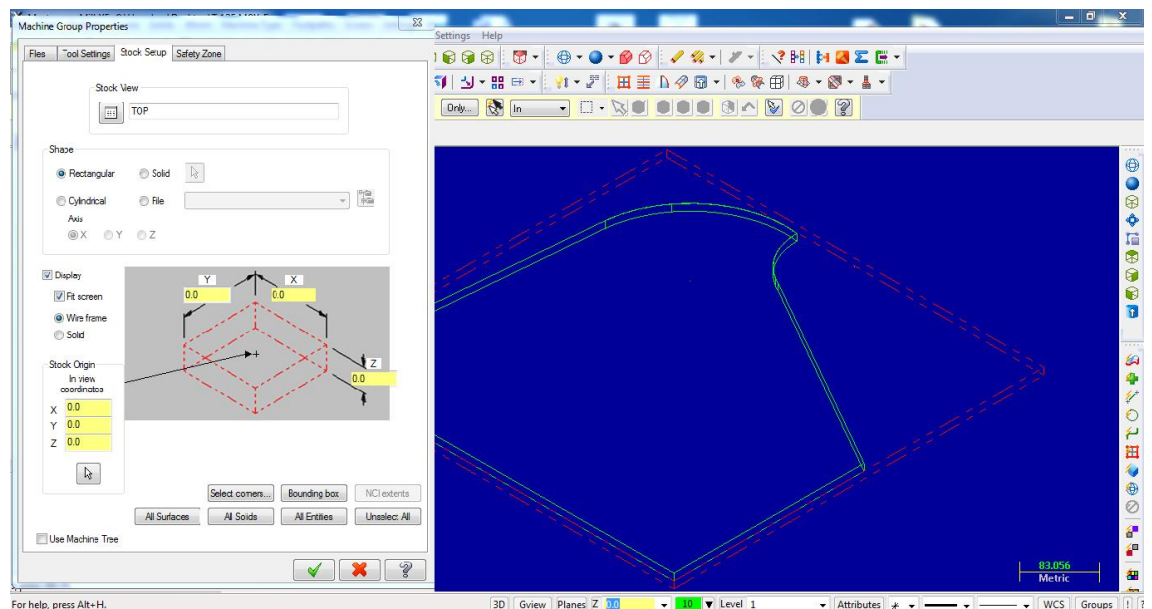 Machine Group Properties
Files Tool Settings Stock Setup Safety Zone
Settings Help
Stock View
TOP
Only... In
Shape
Rectangular Solid
Cylindrical File
Axis
X Y Z
Display
Fit screen
Wire frame
Solid
Y X
0.0 0.0
Z
0.0
Stock Origin
In view
coordinates
X 0.0
Y 0.0
Z 0.0
Select corners... Bounding box NCI extents
All Surfaces All Solids All Entities Unselect All
Use Machine Tree
83.056
Metric
For help, press Alt+H.
3D Gview Planes Z 0.0 10 Level 1 Attributes WCS Groups